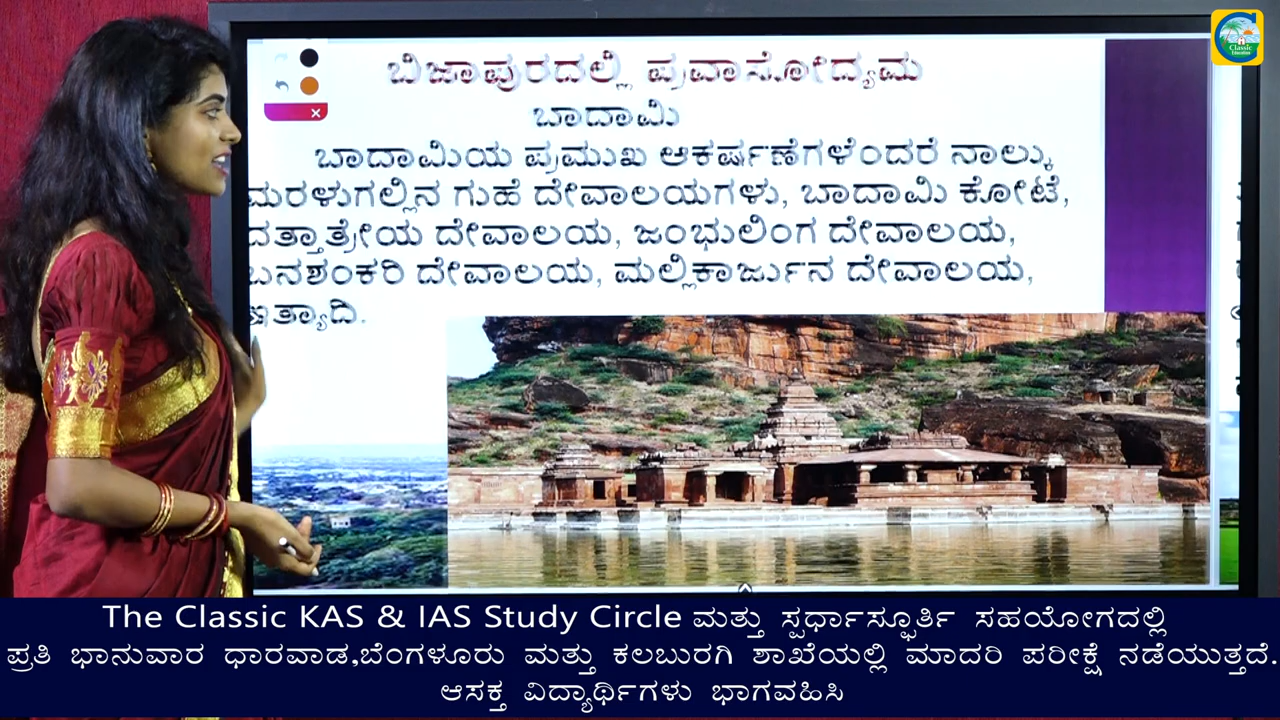 ಬಿಜಾಪುರದಲ್ಲಿ ಪ್ರವಾಸೋದ್ಯಮ
ಬಾದಾಮಿ
ಬಾದಾಮಿಯ ಪ್ರಮುಖ ಆಕರ್ಷಣೆಗಳೆಂದರೆ ನಾಲ್ಕು
ಮರಳುಗಲ್ಲಿನ ಗುಹೆ ದೇವಾಲಯಗಳು, ಬಾದಾಮಿ ಕೋಟೆ,
ದತ್ತಾತ್ರೇಯ ದೇವಾಲಯ, ಜಂಭುಲಿಂಗ ದೇವಾಲಯ,
ಬನಶಂಕರಿ ದೇವಾಲಯ, ಮಲ್ಲಿಕಾರ್ಜುನ ದೇವಾಲಯ,
ಇತ್ಯಾದಿ.
Classic
Education
The Classic KAS & IAS Study Circle ಮತ್ತು ಸ್ಪರ್ಧಾಸ್ಫೂರ್ತಿ ಸಹಯೋಗದಲ್ಲಿ
ಪ್ರತಿ ಭಾನುವಾರ ಧಾರವಾಡ,ಬೆಂಗಳೂರು ಮತ್ತು ಕಲಬುರಗಿ ಶಾಖೆಯಲ್ಲಿ ಮಾದರಿ ಪರೀಕ್ಷೆ ನಡೆಯುತ್ತದೆ.
ಆಸಕ್ತ ವಿದ್ಯಾರ್ಥಿಗಳು ಭಾಗವಹಿಸಿ